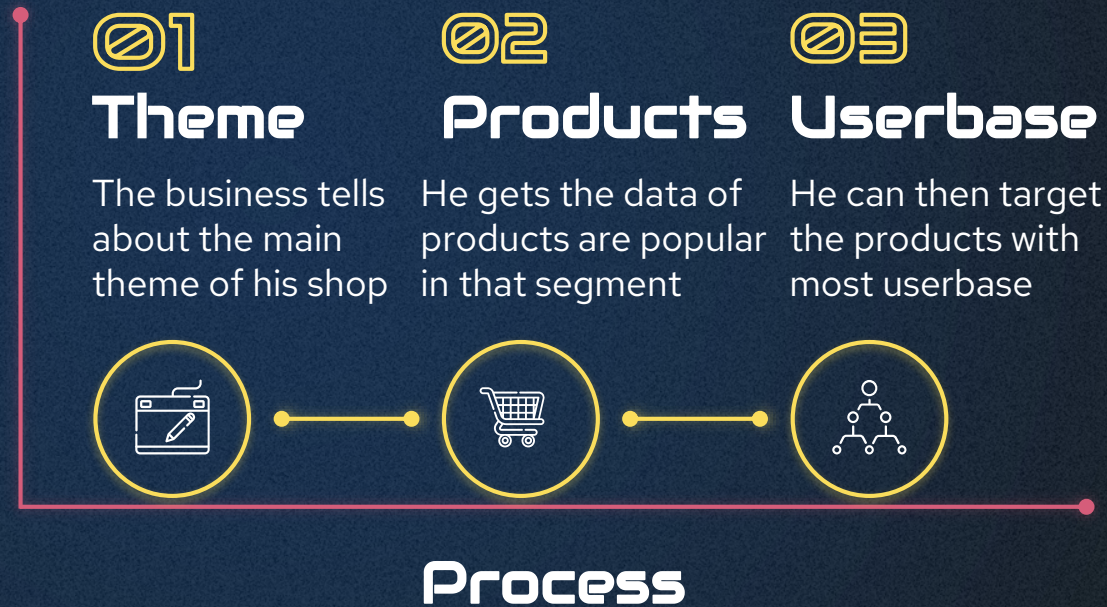 01
Theme
The business tells
about the main
theme of his shop
02
Products
He gets the data of
products are popular
in that segment
03
Userbase
He can then target
the products with
most userbase
Process